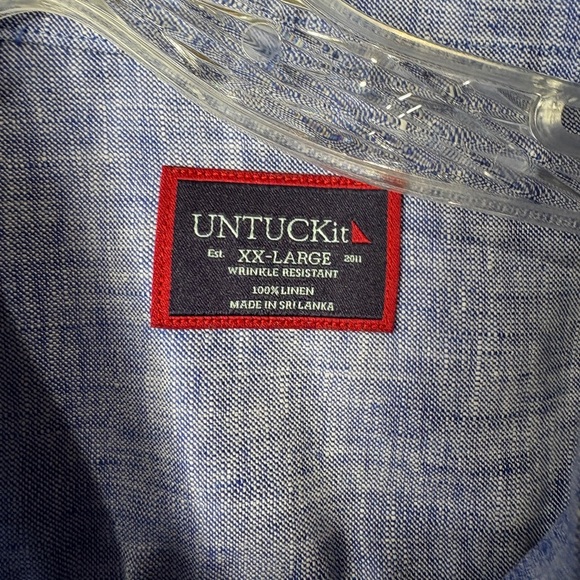 UNTUCKit
Est. XX-LARGE 2011
WRINKLE RESISTANT
100% LINEN
MADE IN SRI LANKA